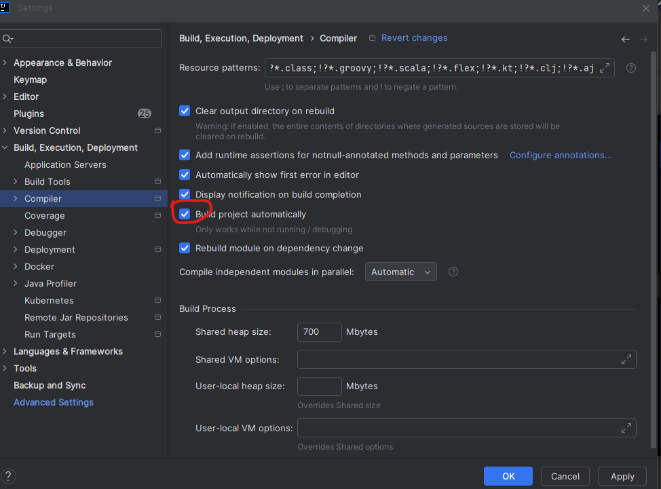 Settings
Build, Execution, Deployment › Compiler Revert changes
Appearance & Behavior
Keymap
Editor
Plugins 25
Version Control
Build, Execution, Deployment
Application Servers
Build Tools
Compiler
Coverage
Debugger
Deployment
Docker
Java Profiler
Kubernetes
Remote Jar Repositories
Run Targets
Languages & Frameworks
Tools
Backup and Sync
Advanced Settings
Resource patterns: ?*.class;!?*.groovy;!?*.scala;!?*.flex;!?*.kt;!?*.clj;!?*.aj
Use ; to separate patterns and ! to negate a pattern.
Clear output directory on rebuild
Warning: if enabled, the entire contents of directories where generated sources are stored will be
cleared on rebuild.
Add runtime assertions for notnull-annotated methods and parameters Configure annotations...
Automatically show first error in editor
Display notification on build completion
Build project automatically
Only works while not running / debugging
Rebuild module on dependency change
Compile independent modules in parallel: Automatic
Build Process
Shared heap size: 700 Mbytes
Shared VM options:
User-local heap size: Mbytes
Overrides Shared size
User-local VM options:
Overrides Shared options
? OK Cancel Apply